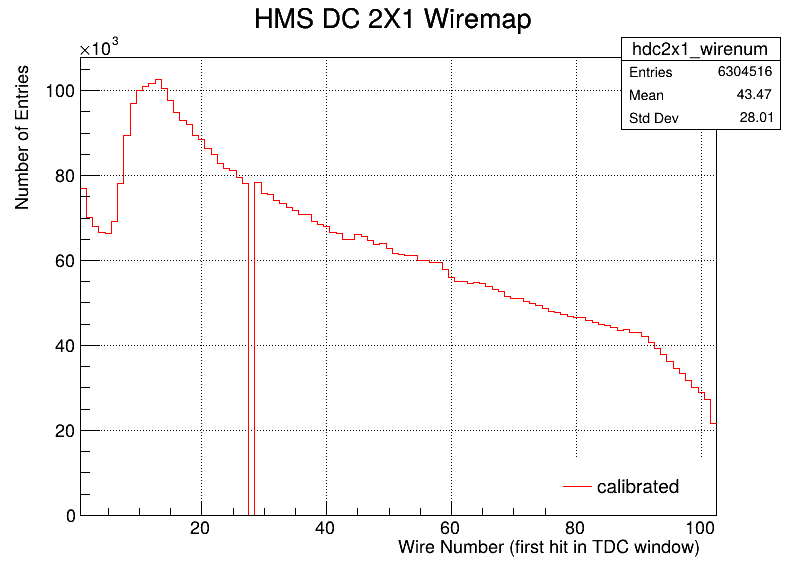 HMS DC 2X1 Wiremap
×10³
hdc2x1_wirenum
Entries 6304516
Mean 43.47
Std Dev 28.01
Number of Entries
100
80
60
40
20
0
calibrated
20 40 60 80 100
Wire Number (first hit in TDC window)